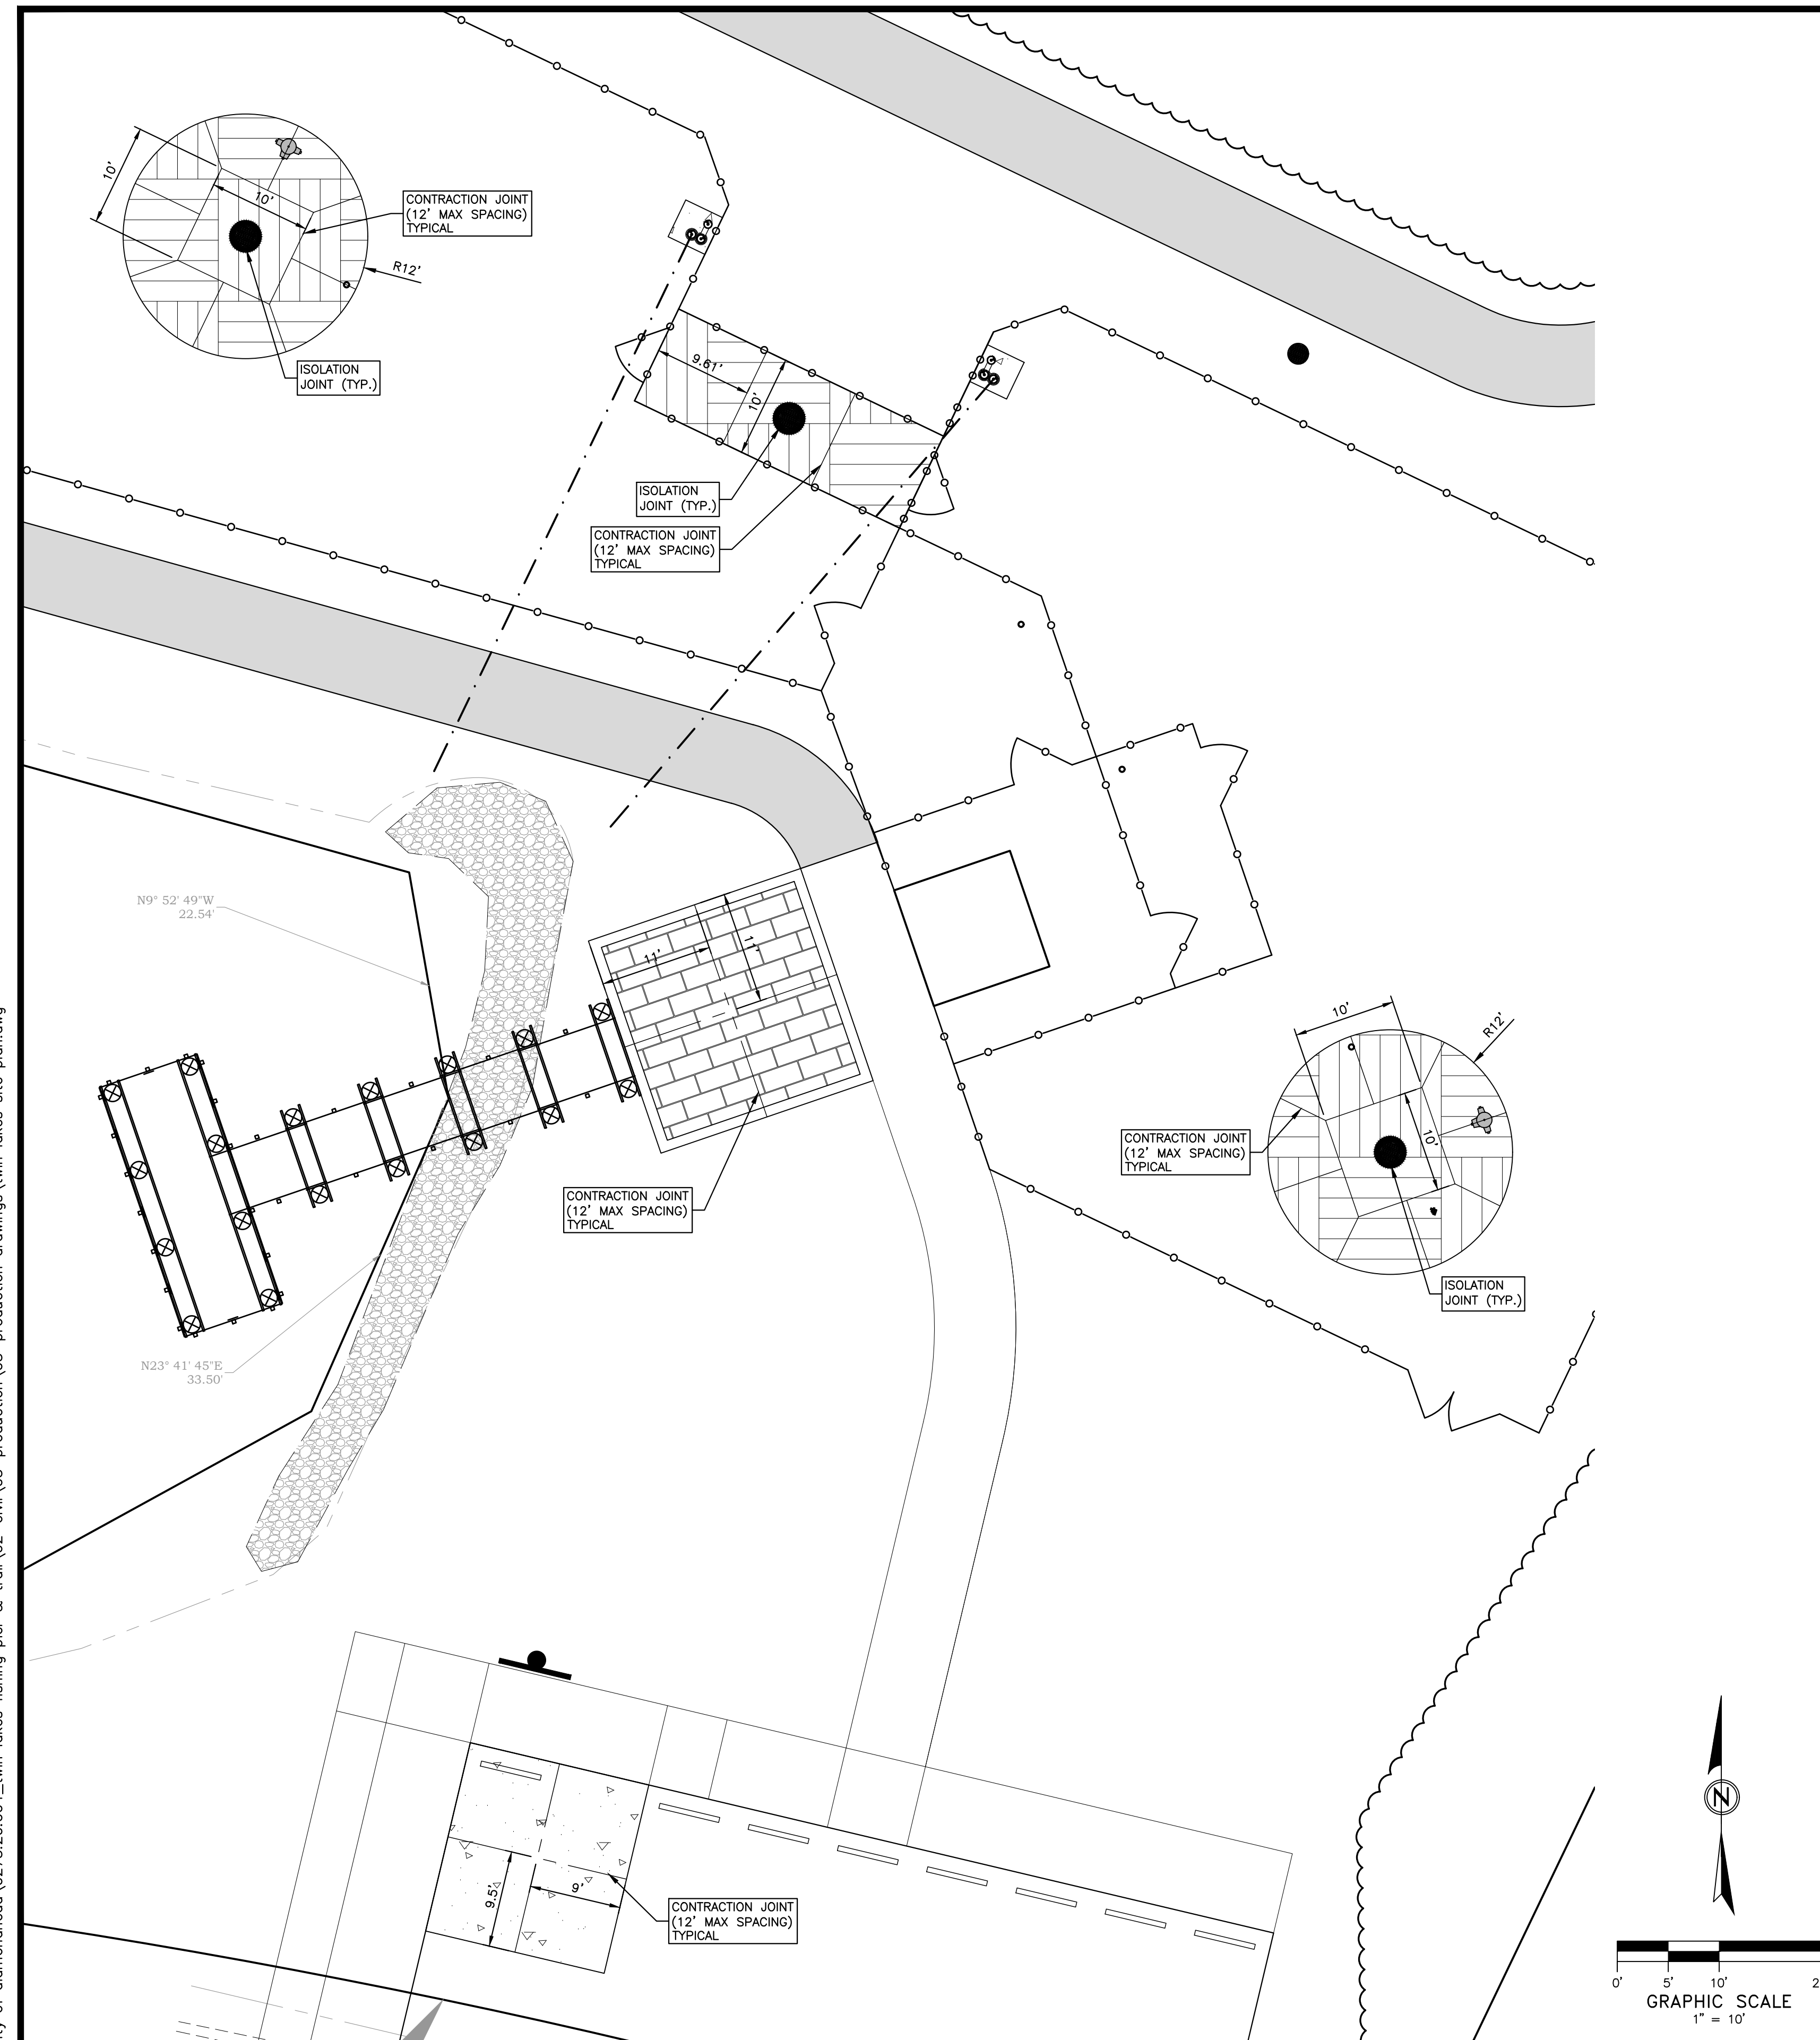 10'
10'
CONTRACTION JOINT
(12' MAX SPACING)
TYPICAL
R12'
ISOLATION
JOINT (TYP.)
9.61'
10'
ISOLATION
JOINT (TYP.)
CONTRACTION JOINT
(12' MAX SPACING)
TYPICAL
N9° 52' 49"W
22.54'
11'
11'
10'
R12'
CONTRACTION JOINT
(12' MAX SPACING)
TYPICAL
10'
CONTRACTION JOINT
(12' MAX SPACING)
TYPICAL
ISOLATION
JOINT (TYP.)
N23° 41' 45"E
33.50'
9.5'
9'
CONTRACTION JOINT
(12' MAX SPACING)
TYPICAL
N
0' 5' 10'
GRAPHIC SCALE
1" = 10'